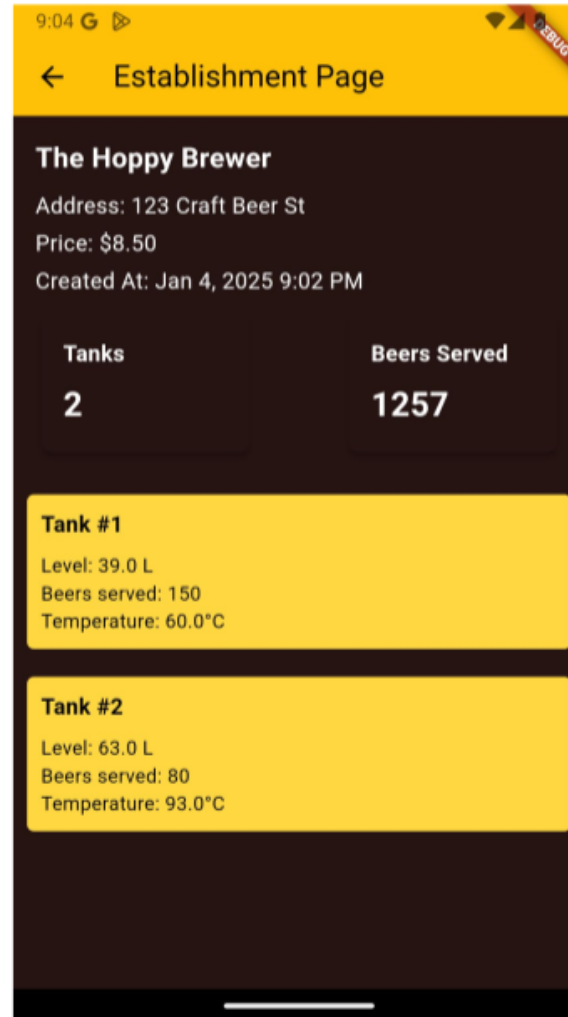 9:04 G
DEBUG
Establishment Page
The Hoppy Brewer
Address: 123 Craft Beer St
Price: $8.50
Created At: Jan 4, 2025 9:02 PM
Tanks
Beers Served
2
1257
Tank #1
Level: 39.0 L
Beers served: 150
Temperature: 60.0°C
Tank #2
Level: 63.0 L
Beers served: 80
Temperature: 93.0°C